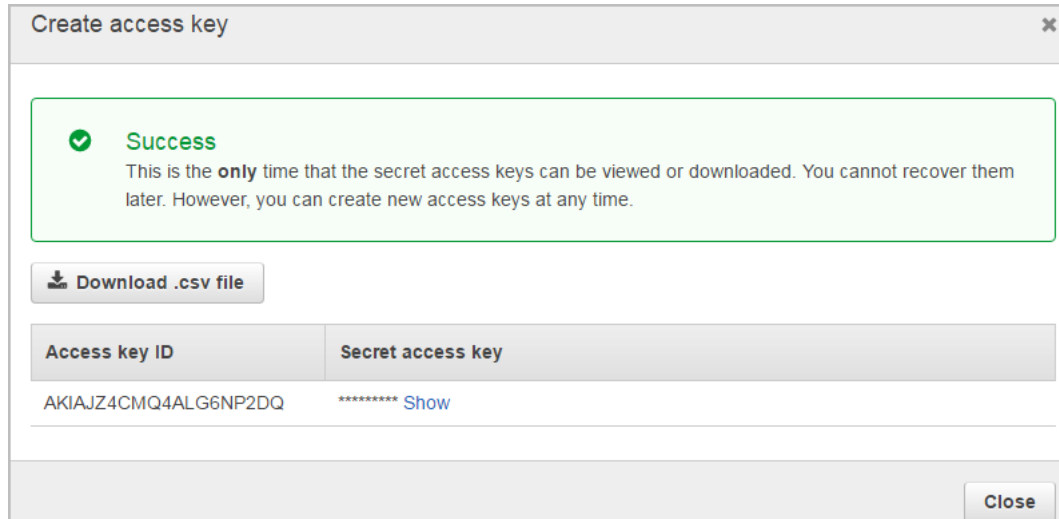 Create access key
Success
This is the only time that the secret access keys can be viewed or downloaded. You cannot recover them
later. However, you can create new access keys at any time.
Download .csv file
Access key ID Secret access key
AKIAJZ4CMQ4ALG6NP2DQ ********* Show
Close